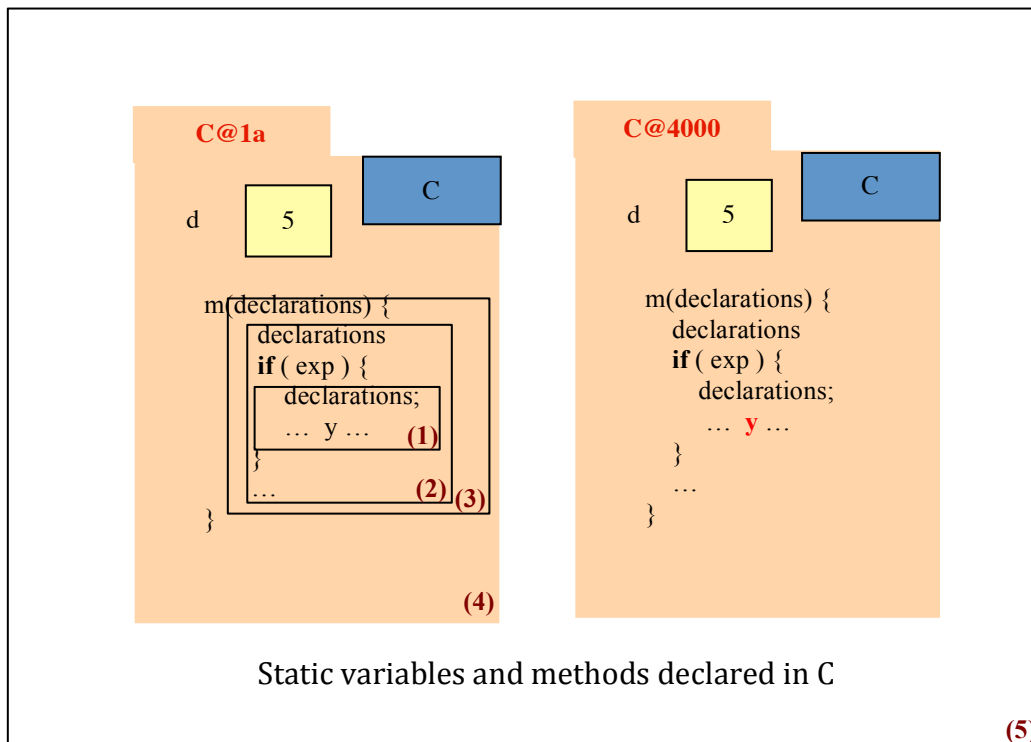 C@1a
C
d
5
m(declarations) {
declarations
if ( exp ) {
declarations;
… y … (1)
}
… (2) (3)
}
(4)
C@4000
C
d
5
m(declarations) {
declarations
if ( exp ) {
declarations;
… y …
}
…
}
Static variables and methods declared in C
(5)